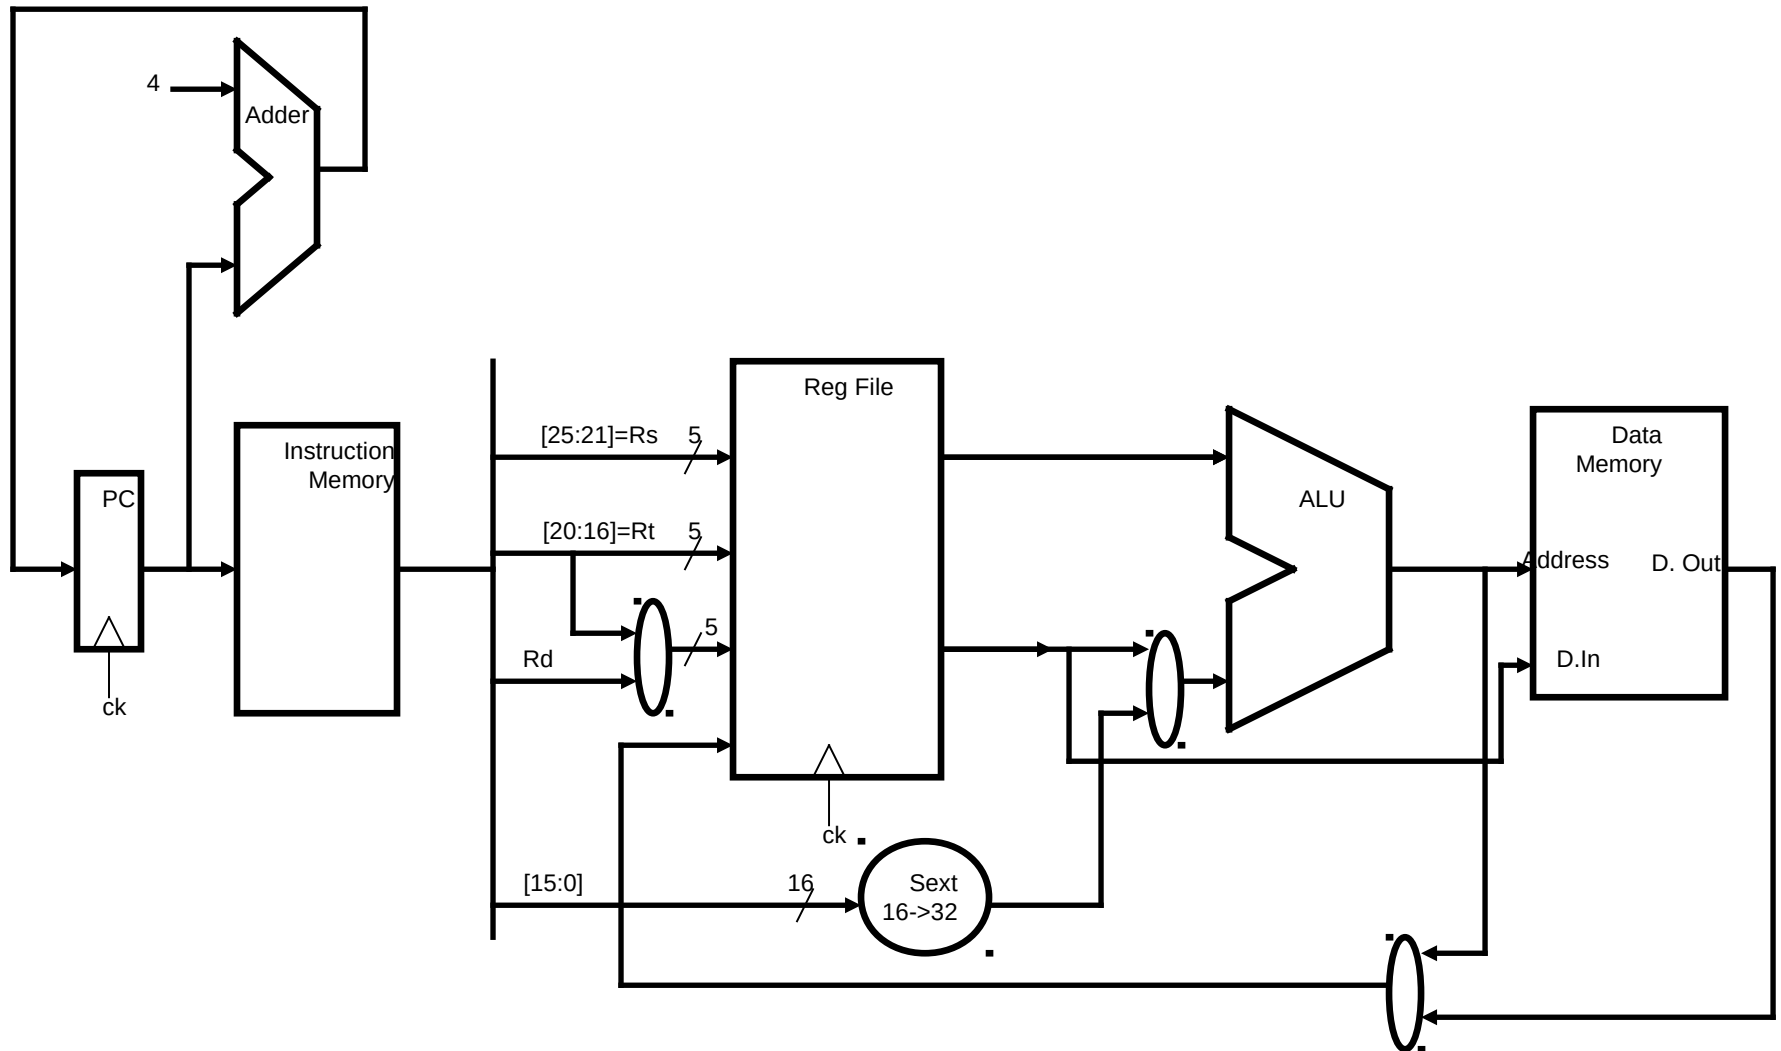 4
Adder
Reg File
[25:21]=Rs
5
Instruction
Memory
Data
Memory
PC
ALU
[20:16]=Rt
5
Address
D. Out
5
Rd
D.In
ck
ck
[15:0]
16
Sext
16->32